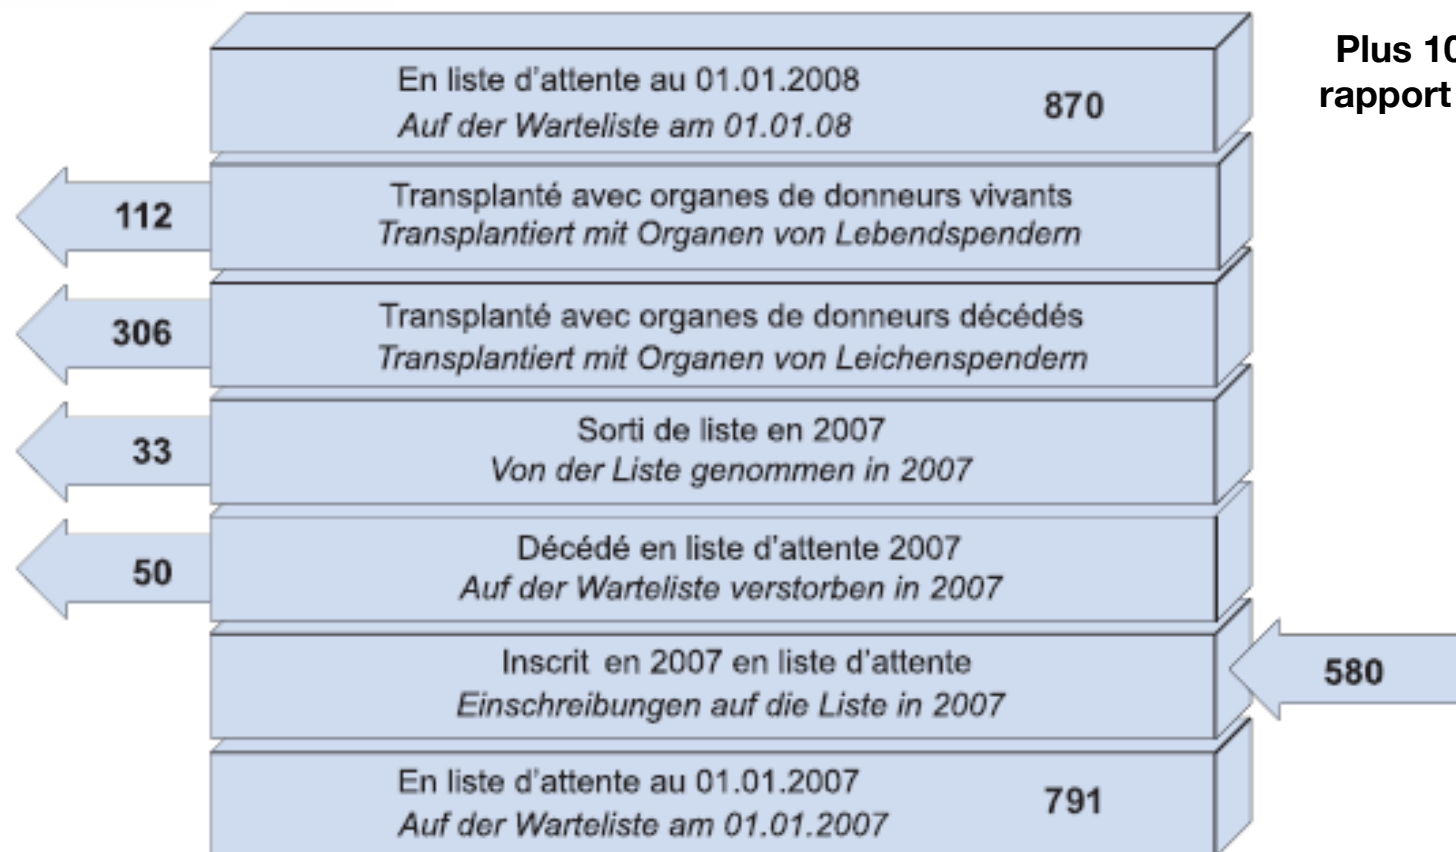 Plus 10
rapport
En liste d'attente au 01.01.2008
Auf der Warteliste am 01.01.08
870
112
Transplanté avec organes de donneurs vivants
Transplantiert mit Organen von Lebendspendern
306
Transplanté avec organes de donneurs décédés
Transplantiert mit Organen von Leichenspendern
33
Sorti de liste en 2007
Von der Liste genommen in 2007
50
Décédé en liste d'attente 2007
Auf der Warteliste verstorben in 2007
Inscrit en 2007 en liste d'attente
Einschreibungen auf die Liste in 2007
580
En liste d'attente au 01.01.2007
Auf der Warteliste am 01.01.2007
791